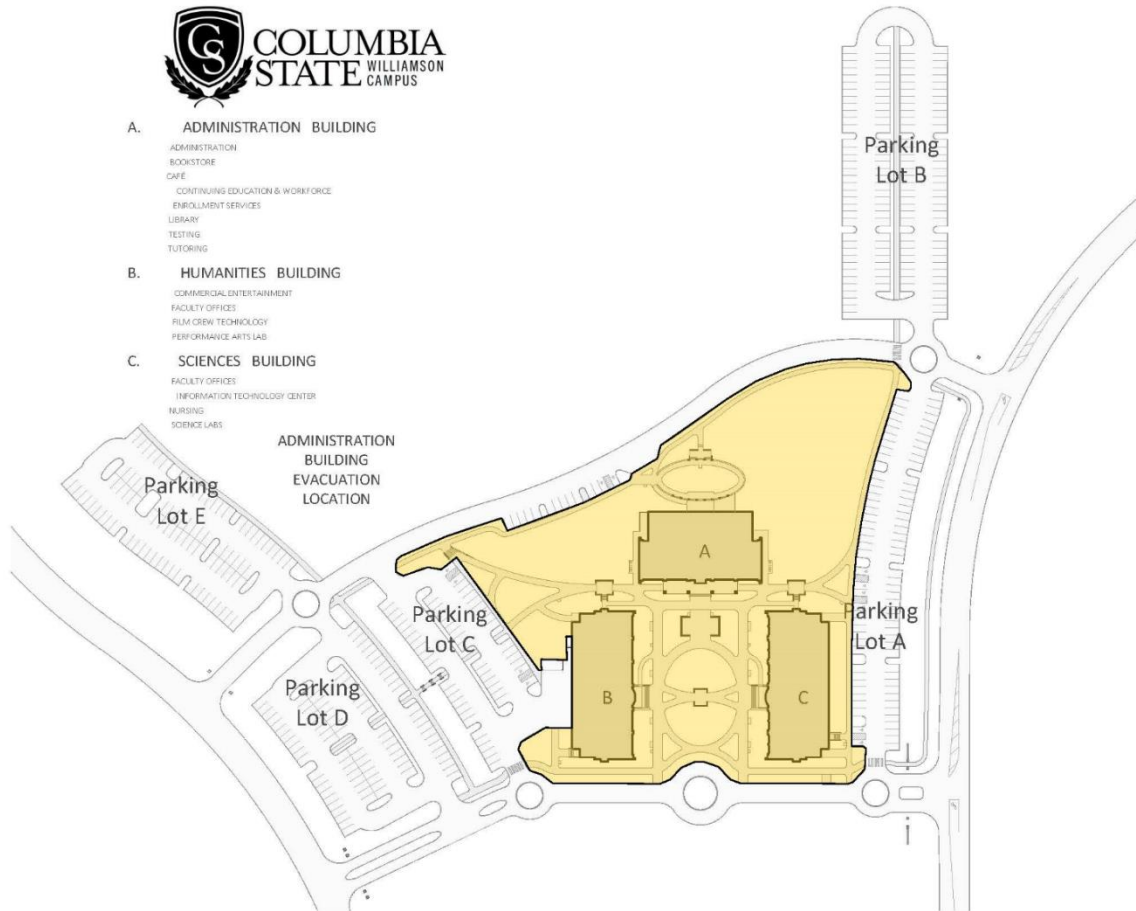 CS
COLUMBIA
STATE WILLIAMSON
CAMPUS
A. ADMINISTRATION BUILDING
ADMINISTRATION
BOOKSTORE
CAFÉ
CONTINUING EDUCATION & WORKFORCE
ENROLLMENT SERVICES
LIBRARY
TESTING
TUTORING
B. HUMANITIES BUILDING
COMMERCIAL ENTERTAINMENT
FACULTY OFFICES
FILM CREW TECHNOLOGY
PERFORMANCE ARTS LAB
C. SCIENCES BUILDING
FACULTY OFFICES
INFORMATION TECHNOLOGY CENTER
NURSING
SCIENCE LABS
ADMINISTRATION
BUILDING
EVACUATION
LOCATION
Parking
Lot B
Parking
Lot E
A
Parking
Lot C
Parking
Lot A
Parking
Lot D
B
C